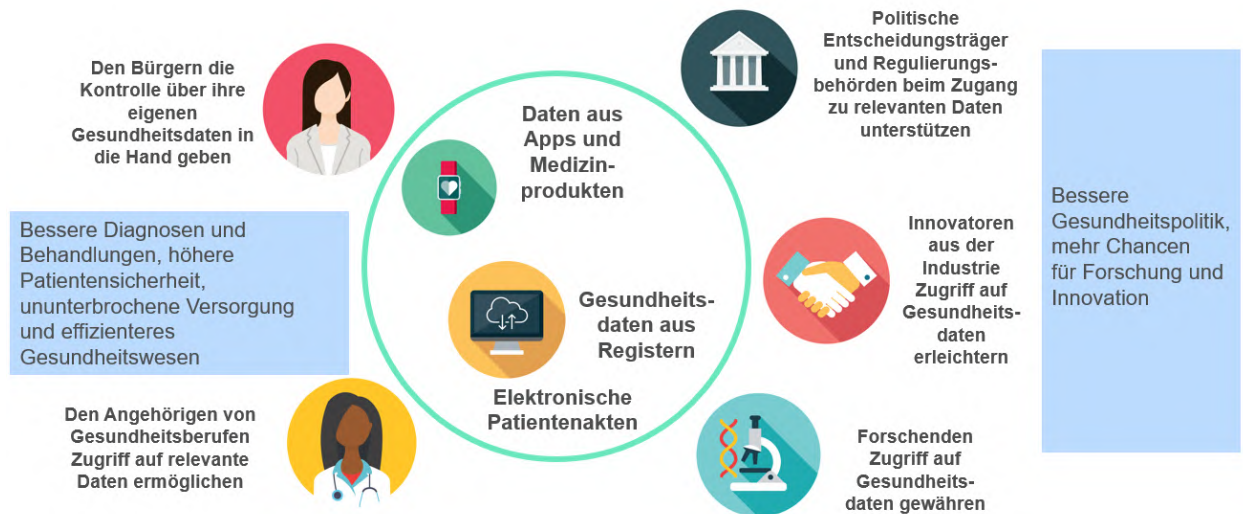 Den Bürgern die
Kontrolle über ihre
eigenen
Gesundheitsdaten in
die Hand geben
Bessere Diagnosen und
Behandlungen, höhere
Patientensicherheit,
ununterbrochene Versorgung
und effizienteres
Gesundheitswesen
Den Angehörigen von
Gesundheitsberufen
Zugriff auf relevante
Daten ermöglichen
Daten aus
Apps und
Medizin-
produkten
Gesundheits-
daten aus
Registern
Elektronische
Patientenakten
Politische
Entscheidungsträger
und Regulierungs-
behörden beim Zugang
zu relevanten Daten
unterstützen
Innovatoren
aus der
Industrie
Zugriff auf
Gesundheits-
daten
erleichtern
Forschenden
Zugriff auf
Gesundheits-
daten gewähren
Bessere
Gesundheitspolitik,
mehr Chancen
für Forschung und
Innovation